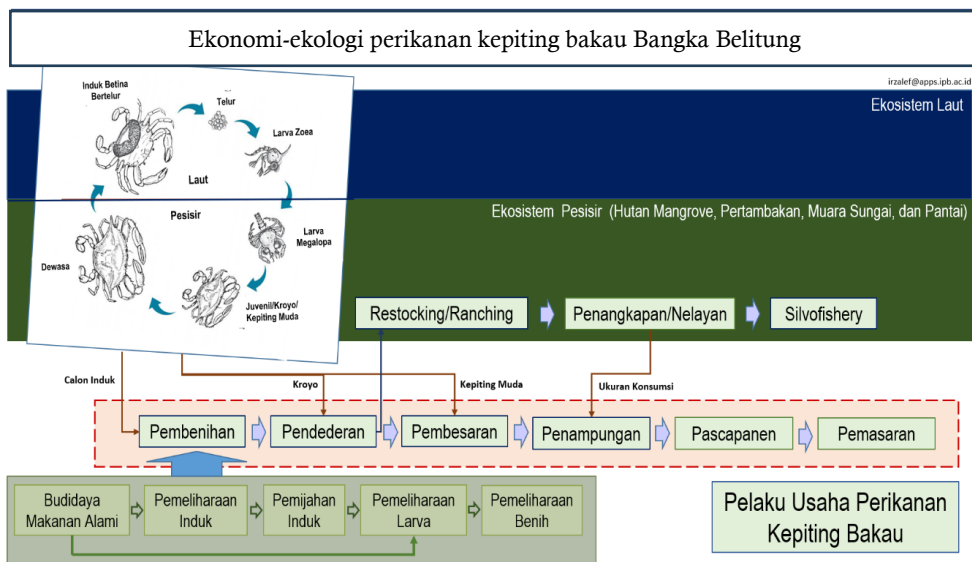 Ekonomi-ekologi perikanan kepiting bakau Bangka Belitung
irzalef@apps.ipb.ac.id
Ekosistem Laut
Induk Betina
Bertelur
Telur
Larva Zoea
Laut
Pesisir
Ekosistem Pesisir (Hutan Mangrove, Pertambakan, Muara Sungai, dan Pantai)
Larva
Megalopa
Dewasa
Juvenil/Kroyo/
Kepiting Muda
Restocking/Ranching
Penangkapan/Nelayan
Silvofishery
Calon Induk
Kroyo
Kepiting Muda
Ukuran Konsumsi
Pembenihan
Pendederan
Pembesaran
Penampungan
Pascapanen
Pemasaran
Budidaya
Makanan Alami
Pemeliharaan
Induk
Pemijahan
Induk
Pemeliharaan
Larva
Pemeliharaan
Benih
Pelaku Usaha Perikanan
Kepiting Bakau